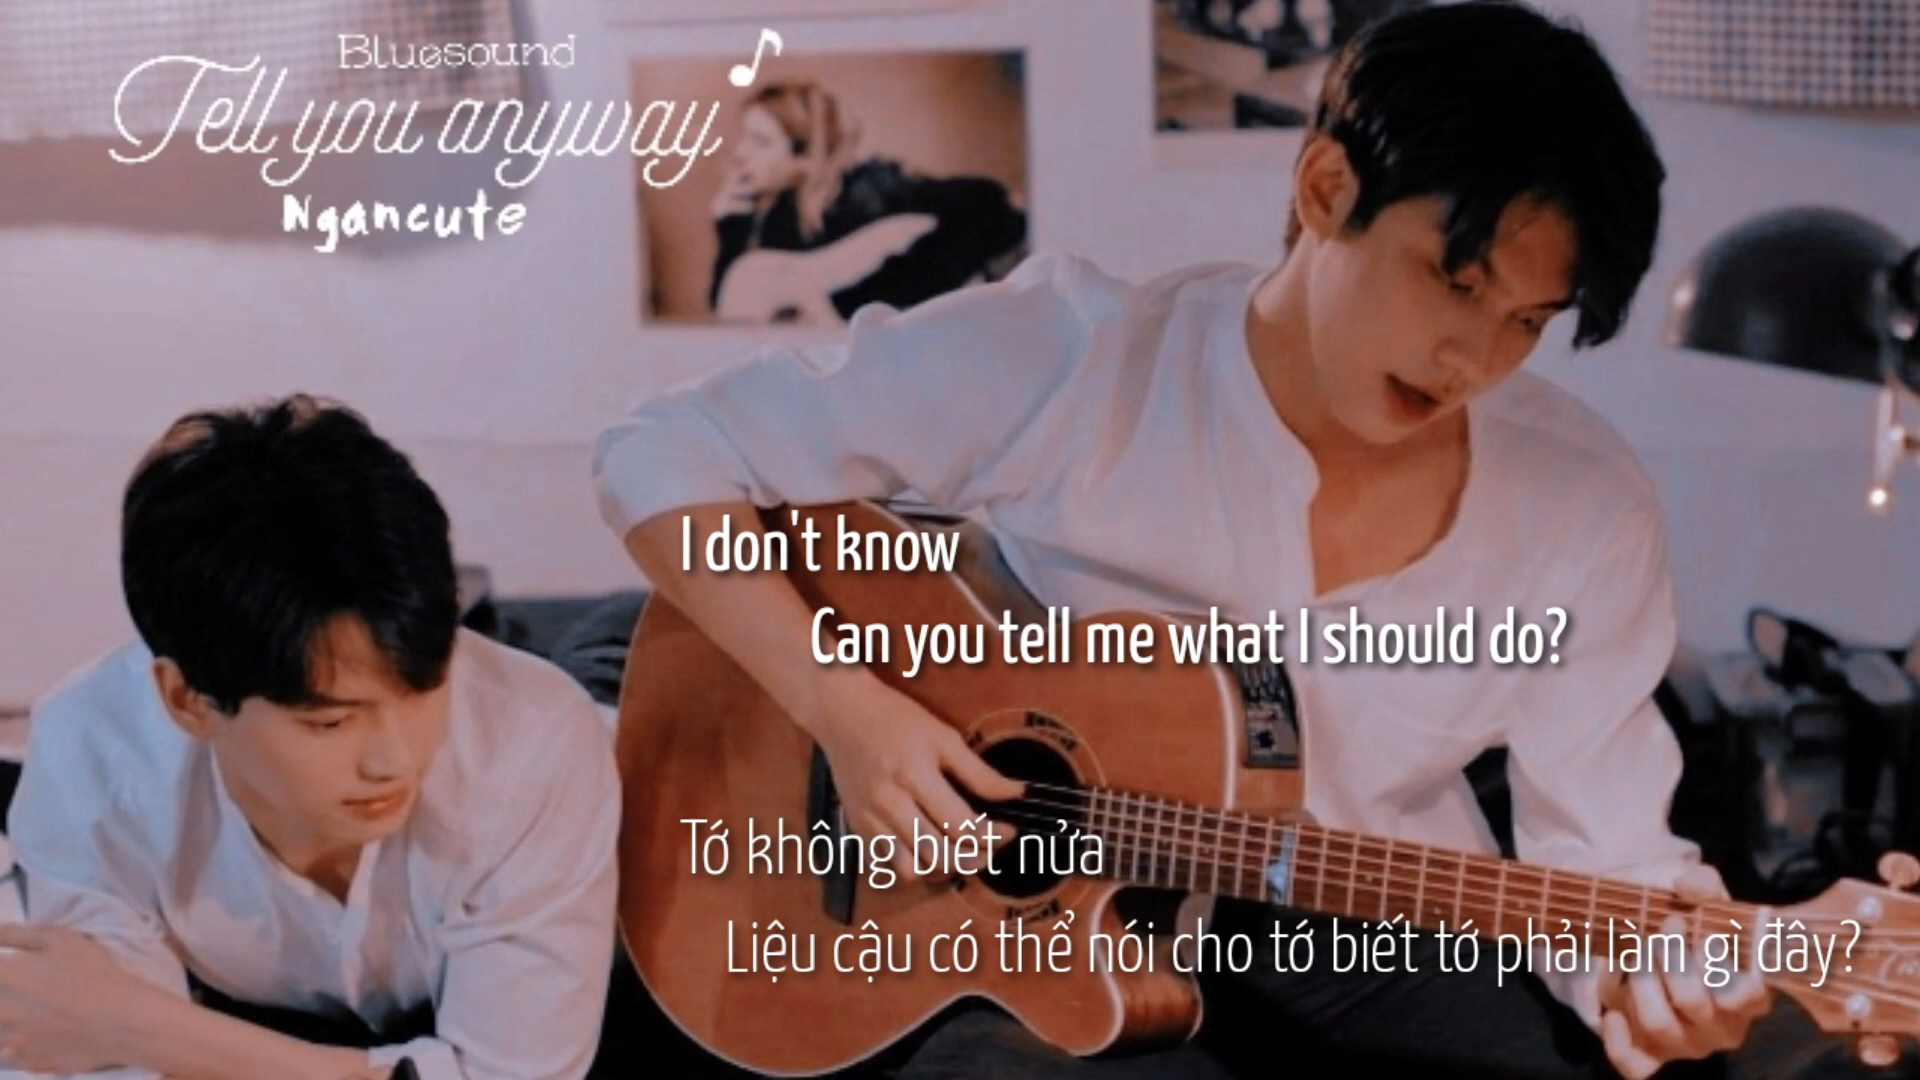 Bluesound
Tell you anyway
Ngancute
I don't know
Can you tell me what I should do?
Tớ không biết nửa
Liệu cậu có thể nói cho tớ biết tớ phải làm gì đây?